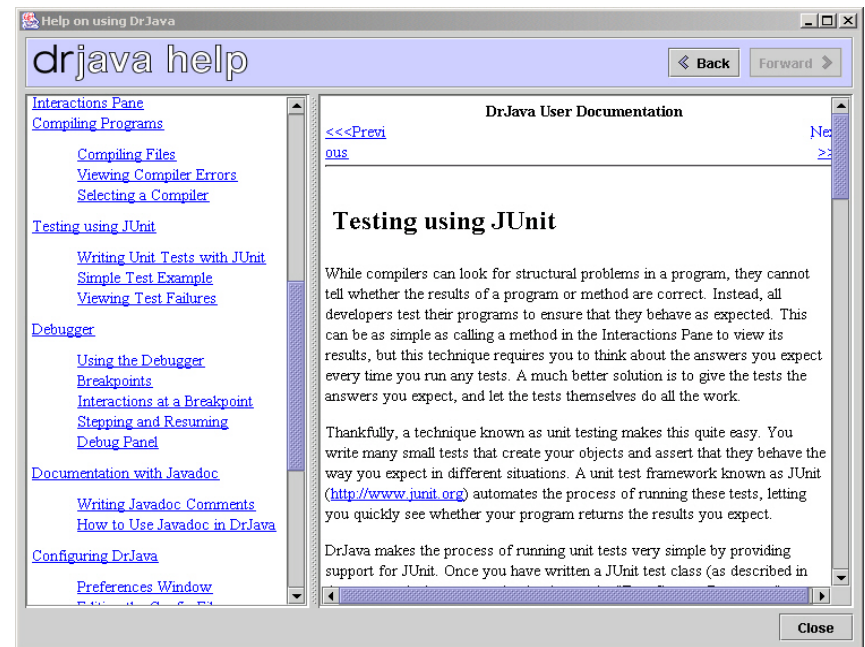 Help on using DrJava
drjava help
Back
Forward
Interactions Pane
Compiling Programs
Compiling Files
Viewing Compiler Errors
Selecting a Compiler
Testing using JUnit
Writing Unit Tests with JUnit
Simple Test Example
Viewing Test Failures
Debugger
Using the Debugger
Breakpoints
Interactions at a Breakpoint
Stepping and Resuming
Debug Panel
Documentation with Javadoc
Writing Javadoc Comments
How to Use Javadoc in DrJava
Configuring DrJava
Preferences Window
DrJava User Documentation
<<<Previ
ous
>>
Testing using JUnit
While compilers can look for structural problems in a program, they cannot
tell whether the results of a program or method are correct. Instead, all
developers test their programs to ensure that they behave as expected. This
can be as simple as calling a method in the Interactions Pane to view its
results, but this technique requires you to think about the answers you expect
every time you run any tests. A much better solution is to give the tests the
answers you expect, and let the tests themselves do all the work.
Thankfully, a technique known as unit testing makes this quite easy. You
write many small tests that create your objects and assert that they behave the
way you expect in different situations. A unit test framework known as JUnit
(http://www.junit.org) automates the process of running these tests, letting
you quickly see whether your program returns the results you expect.
DrJava makes the process of running unit tests very simple by providing
support for JUnit. Once you have written a JUnit test class (as described in
Close